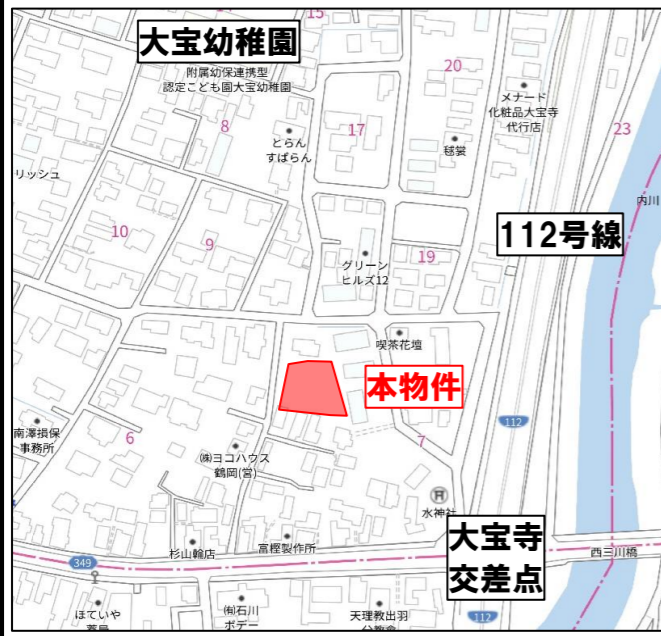 15
大宝幼稚園
附属幼保連携型
認定こども園大宝幼稚園
20
メナード
化粧品大宝寺
代行店
8
17
23
とらん
すぱらん
毬裳
リッシュ
内川
10
9
112号線
19
グリーン
ヒルズ12
喫茶花壇
本物件
112
南澤損保
事務所
6
7
㈱ヨコハウス
鶴岡(営)
水神社
大宝寺
交差点
杉山輪店
富樫製作所
西三川橋
349
ほていや
薬局
㈲石川
ボデー
天理教出羽
112